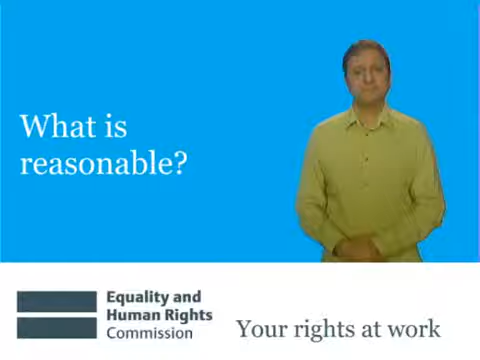 What is
reasonable?
Equality and
Human Rights
Commission
Your rights at work